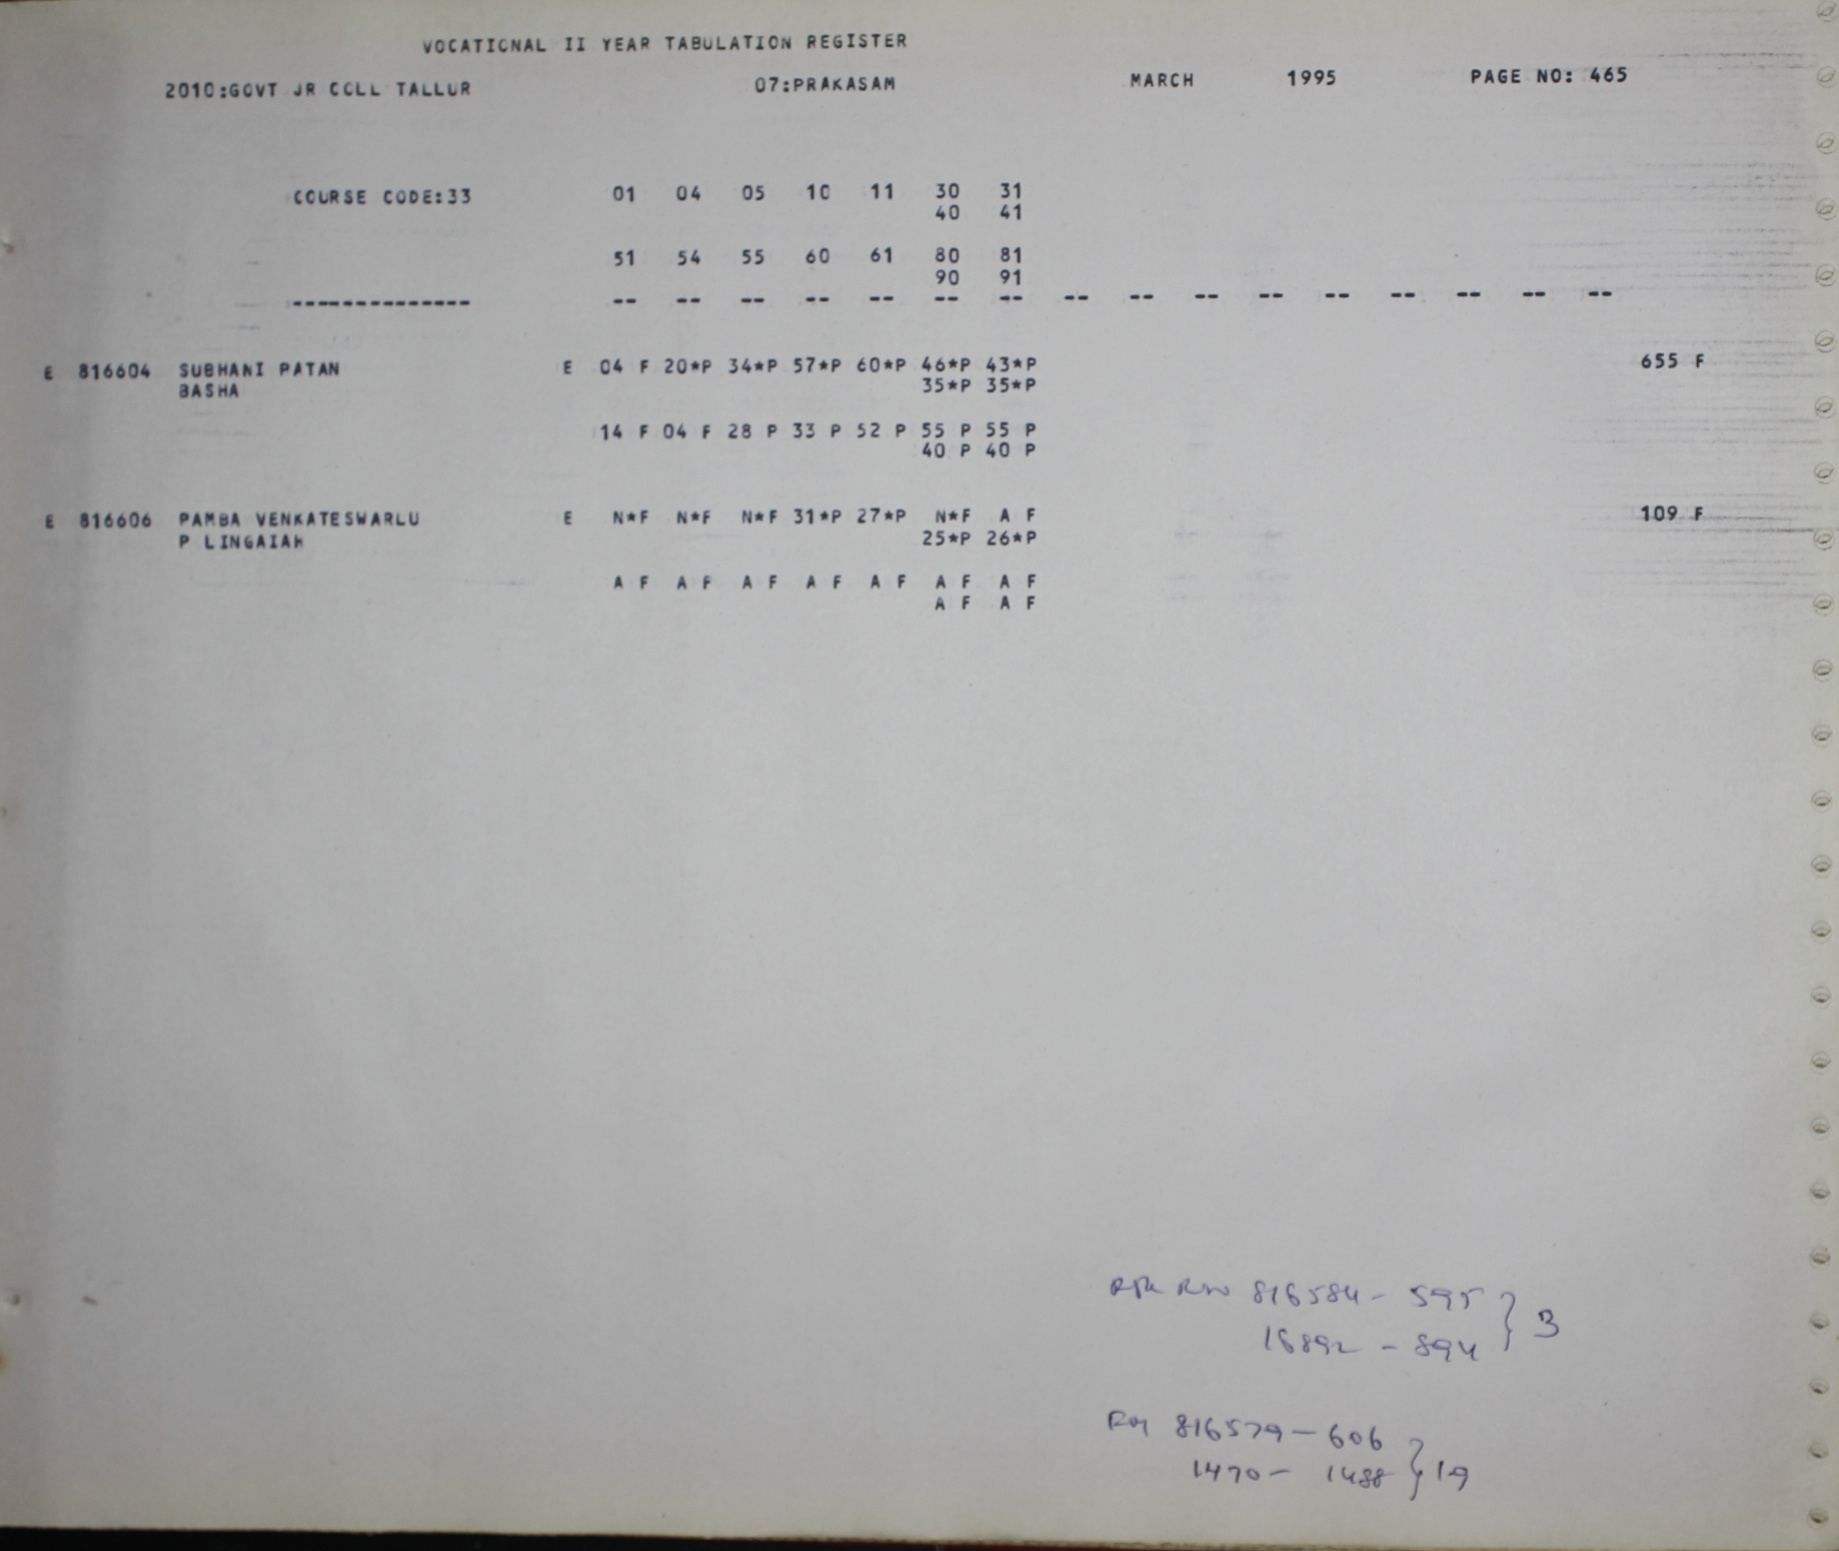 VOCATIONAL II YEAR TABULATION REGISTER
2010:GOVT JR COLL TALLUR 07:PRAKASAM MARCH 1995 PAGE NO: 465
COURSE CODE:33 01 04 05 10 11 30 31
40 41
51 54 55 60 61 80 81
90 91
-------------- -- -- -- -- -- -- -- -- -- -- -- -- -- -- -- --
E 816604 SUBHANI PATAN E 04 F 20*P 34*P 57*P 60*P 46*P 43*P 655 F
BASHA 35*P 35*P
14 F 04 F 28 P 33 P 52 P 55 P 55 P
40 P 40 P
E 816606 PAMBA VENKATESWARLU E N*F N*F N*F 31*P 27*P N*F A F 109 F
P LINGAIAH 25*P 26*P
A F A F A F A F A F A F A F
A F A F
816584 - 595 } 3
16892 - 894
816579 - 606
1470 - 1488 } 19